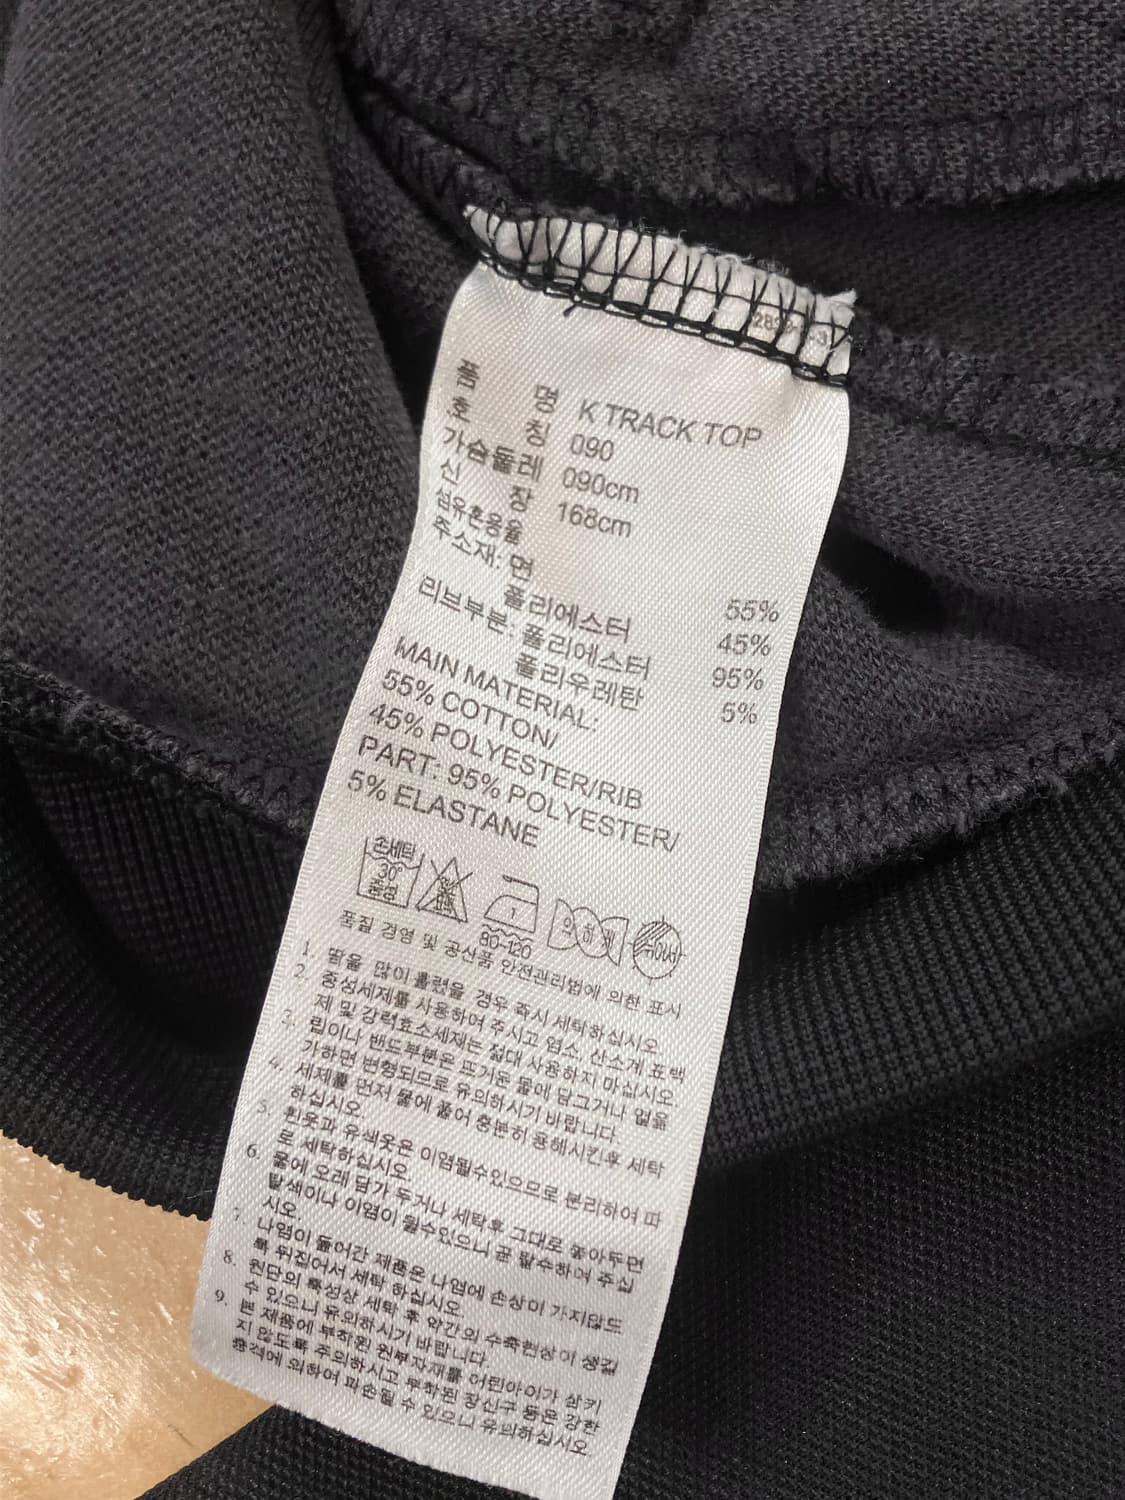 품 명 K TRACK TOP
호 칭 090
가슴둘레 090cm
신 장 168cm
섬유혼용율
주소재: 면 55%
폴리에스터 45%
리브부분: 폴리에스터 95%
폴리우레탄 5%
MAIN MATERIAL:
55% COTTON/
45% POLYESTER/RIB
PART: 95% POLYESTER/
5% ELASTANE
손세탁
30°
중성
1
80-120
품질 경영 및 공산품 안전관리법에 의한 표시
1. 땀을 많이 흘렸을 경우 즉시 세탁하십시오.
2. 중성세제를 사용하여 주시고 염소, 산소계 표백
제 및 강력효소세제는 절대 사용하지 마십시오.
3. 립이나 밴드부분은 뜨거운 물에 담그거나 열을
가하면 변형되므로 유의하시기 바랍니다.
4. 세제를 먼저 물에 풀어 충분히 용해시킨후 세탁
하십시오.
5. 흰옷과 유색옷은 이염될수있으므로 분리하여 따
로 세탁하십시오.
6. 물에 오래 담가 두거나 세탁후 그대로 놓아두면
탈색이나 이염이 될수있으니 곧 탈수하여 주십
시오.
7. 나염이 들어간 제품은 나염에 손상이 가지않도
록 뒤집어서 세탁 하십시오.
8. 원단의 특성상 세탁 후 약간의 수축현상이 생길
수 있으니 유의하시기 바랍니다.
9. 본 제품에 부착된 원부자재를 어린아이가 삼키
지 않도록 주의하시고 부착된 장신구 등은 강한
충격에 의하여 파손될 수 있으니 유의하십시오.